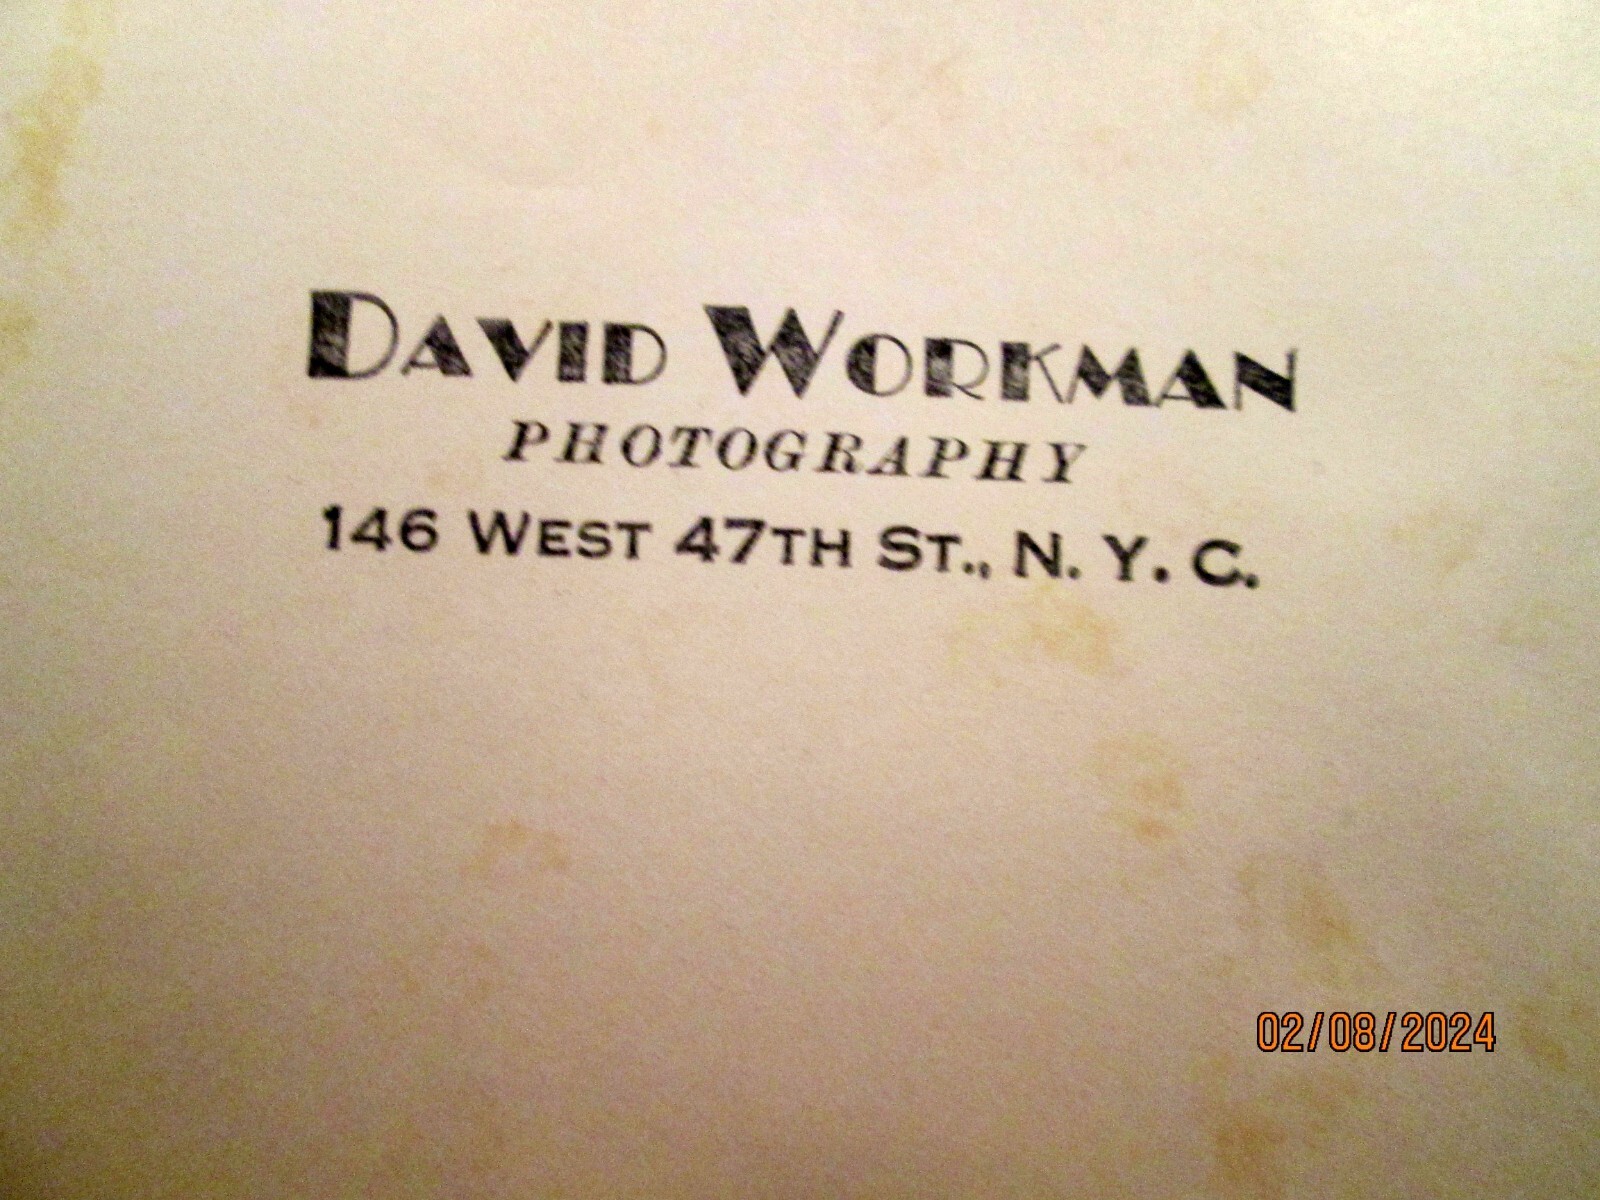 DAVID WORKMAN
PHOTOGRAPHY
146 WEST 47TH ST., N. Y. C.
02/08/2024